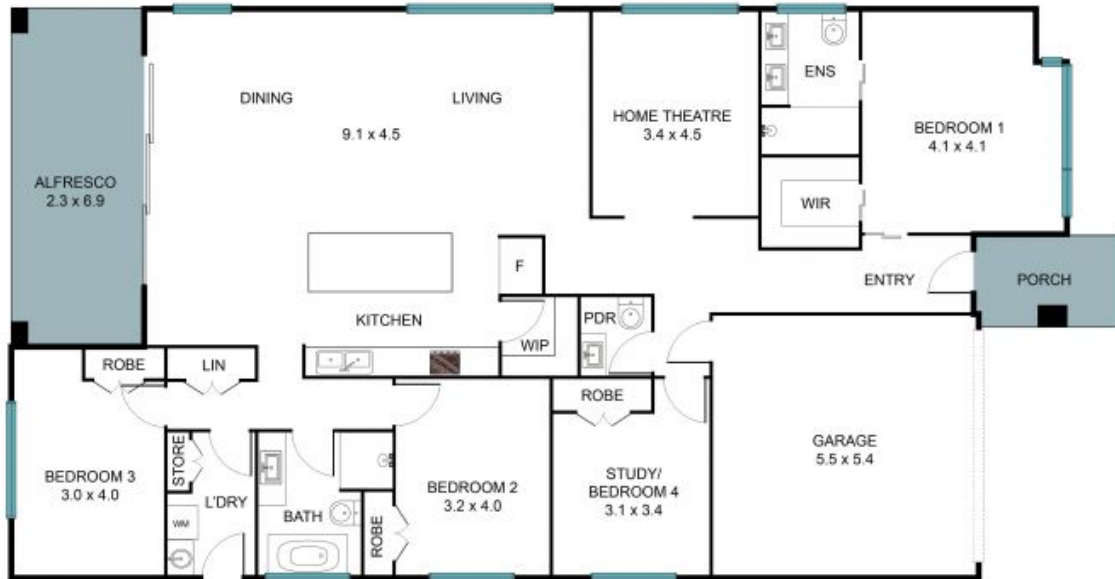 DINING
LIVING
9.1 x 4.5
HOME THEATRE
3.4 x 4.5
ENS
BEDROOM 1
4.1 x 4.1
ALFRESCO
2.3 x 6.9
WIR
F
ENTRY
PORCH
KITCHEN
WIP
PDR
ROBE
LIN
ROBE
GARAGE
5.5 x 5.4
BEDROOM 3
3.0 x 4.0
STORE
L'DRY
WM
BATH
ROBE
BEDROOM 2
3.2 x 4.0
STUDY/
BEDROOM 4
3.1 x 3.4